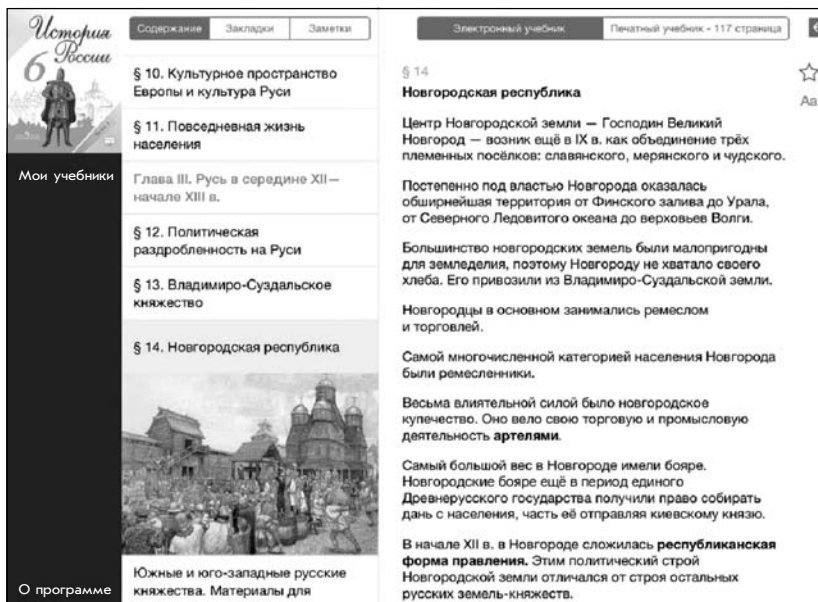 История
России
6
Мои учебники
О программе
Содержание
Закладки
Заметки
§ 10. Культурное пространство
Европы и культура Руси
§ 11. Повседневная жизнь
населения
Глава III. Русь в середине XII—
начале XIII в.
§ 12. Политическая
раздробленность на Руси
§ 13. Владимиро-Суздальское
княжество
§ 14. Новгородская республика
Южные и юго-западные русские
княжества. Материалы для
Электронный учебник
Печатный учебник - 117 страница
§ 14
Аа
Новгородская республика
Центр Новгородской земли — Господин Великий
Новгород — возник ещё в IX в. как объединение трёх
племенных посёлков: славянского, мерянского и чудского.
Постепенно под властью Новгорода оказалась
обширнейшая территория от Финского залива до Урала,
от Северного Ледовитого океана до верховьев Волги.
Большинство новгородских земель были малопригодны
для земледелия, поэтому Новгороду не хватало своего
хлеба. Его привозили из Владимиро-Суздальской земли.
Новгородцы в основном занимались ремеслом
и торговлей.
Самой многочисленной категорией населения Новгорода
были ремесленники.
Весьма влиятельной силой было новгородское
купечество. Оно вело свою торговую и промысловую
деятельность артелями.
Самый большой вес в Новгороде имели бояре.
Новгородские бояре ещё в период единого
Древнерусского государства получили право собирать
дань с населения, часть её отправляя киевскому князю.
В начале XII в. в Новгороде сложилась республиканская
форма правления. Этим политический строй
Новгородской земли отличался от строя остальных
русских земель-княжеств.